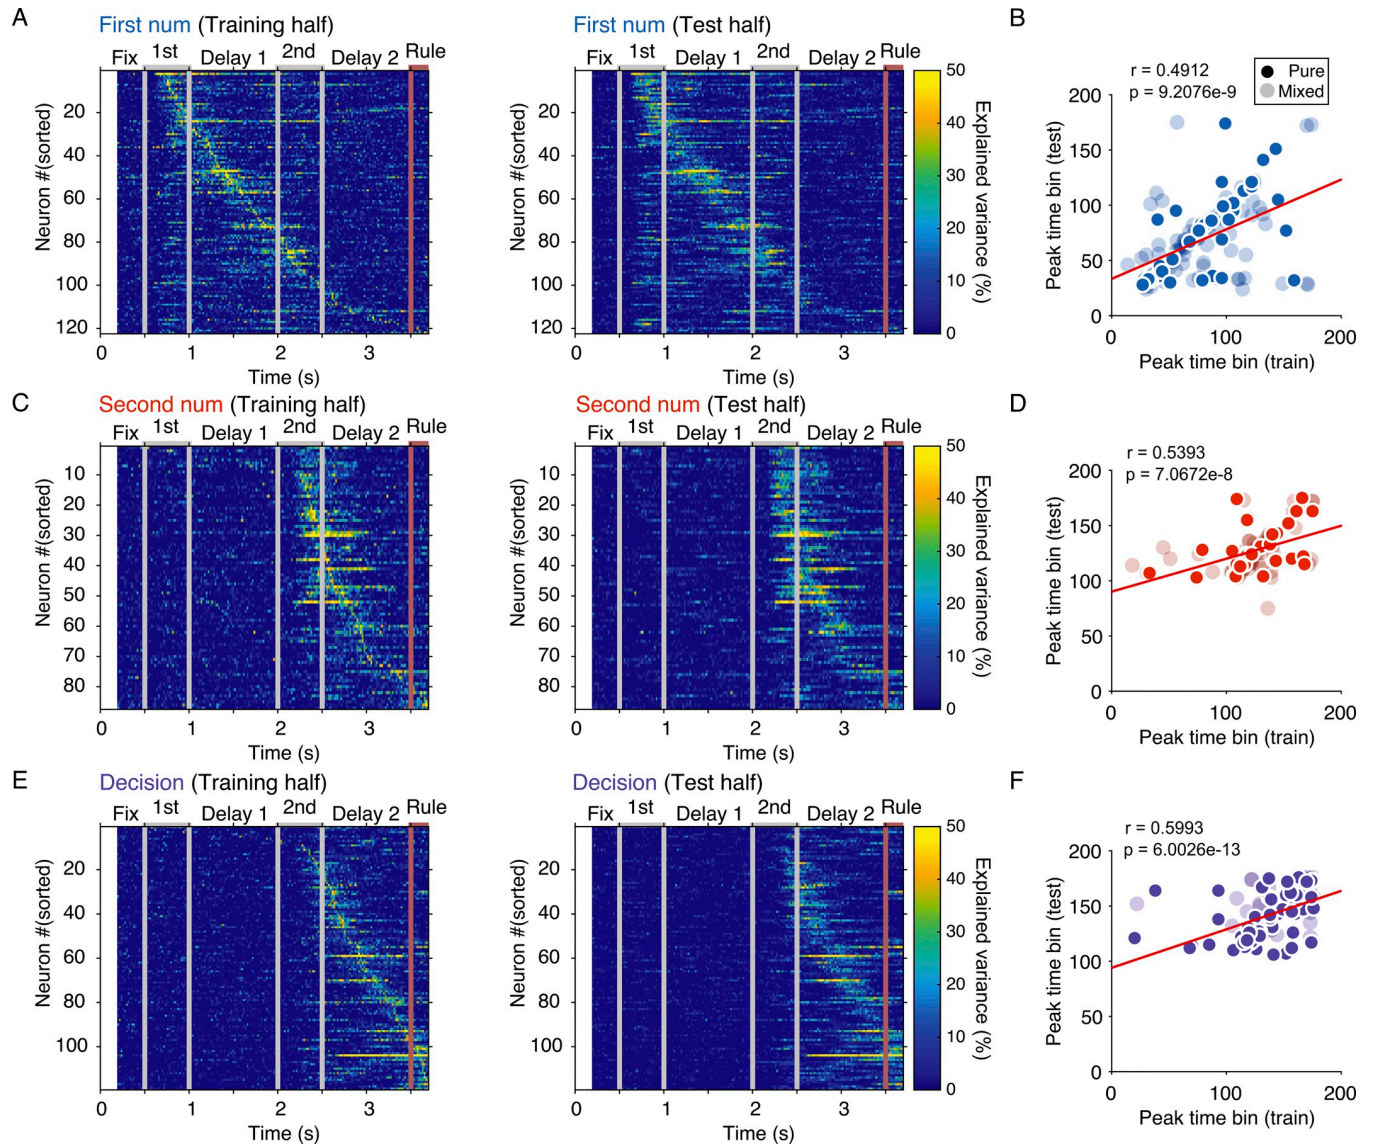 A
First num (Training half)
Fix 1st Delay 1 2nd Delay 2 Rule
Neuron #(sorted)
20
40
60
80
100
120
0 1 2 3
Time (s)
First num (Test half)
Fix 1st Delay 1 2nd Delay 2 Rule
Neuron #(sorted)
20
40
60
80
100
120
0 1 2 3
Time (s)
50
40
30
20
10
0
Explained variance (%)
B
r = 0.4912
p = 9.2076e-9
Pure
Mixed
Peak time bin (test)
200
150
100
50
0
0 100 200
Peak time bin (train)
C
Second num (Training half)
Fix 1st Delay 1 2nd Delay 2 Rule
Neuron #(sorted)
10
20
30
40
50
60
70
80
0 1 2 3
Time (s)
Second num (Test half)
Fix 1st Delay 1 2nd Delay 2 Rule
Neuron #(sorted)
10
20
30
40
50
60
70
80
0 1 2 3
Time (s)
50
40
30
20
10
0
Explained variance (%)
D
r = 0.5393
p = 7.0672e-8
Peak time bin (test)
200
150
100
50
0
0 100 200
Peak time bin (train)
E
Decision (Training half)
Fix 1st Delay 1 2nd Delay 2 Rule
Neuron #(sorted)
20
40
60
80
100
0 1 2 3
Time (s)
Decision (Test half)
Fix 1st Delay 1 2nd Delay 2 Rule
Neuron #(sorted)
20
40
60
80
100
0 1 2 3
Time (s)
50
40
30
20
10
0
Explained variance (%)
F
r = 0.5993
p = 6.0026e-13
Peak time bin (test)
200
150
100
50
0
0 100 200
Peak time bin (train)